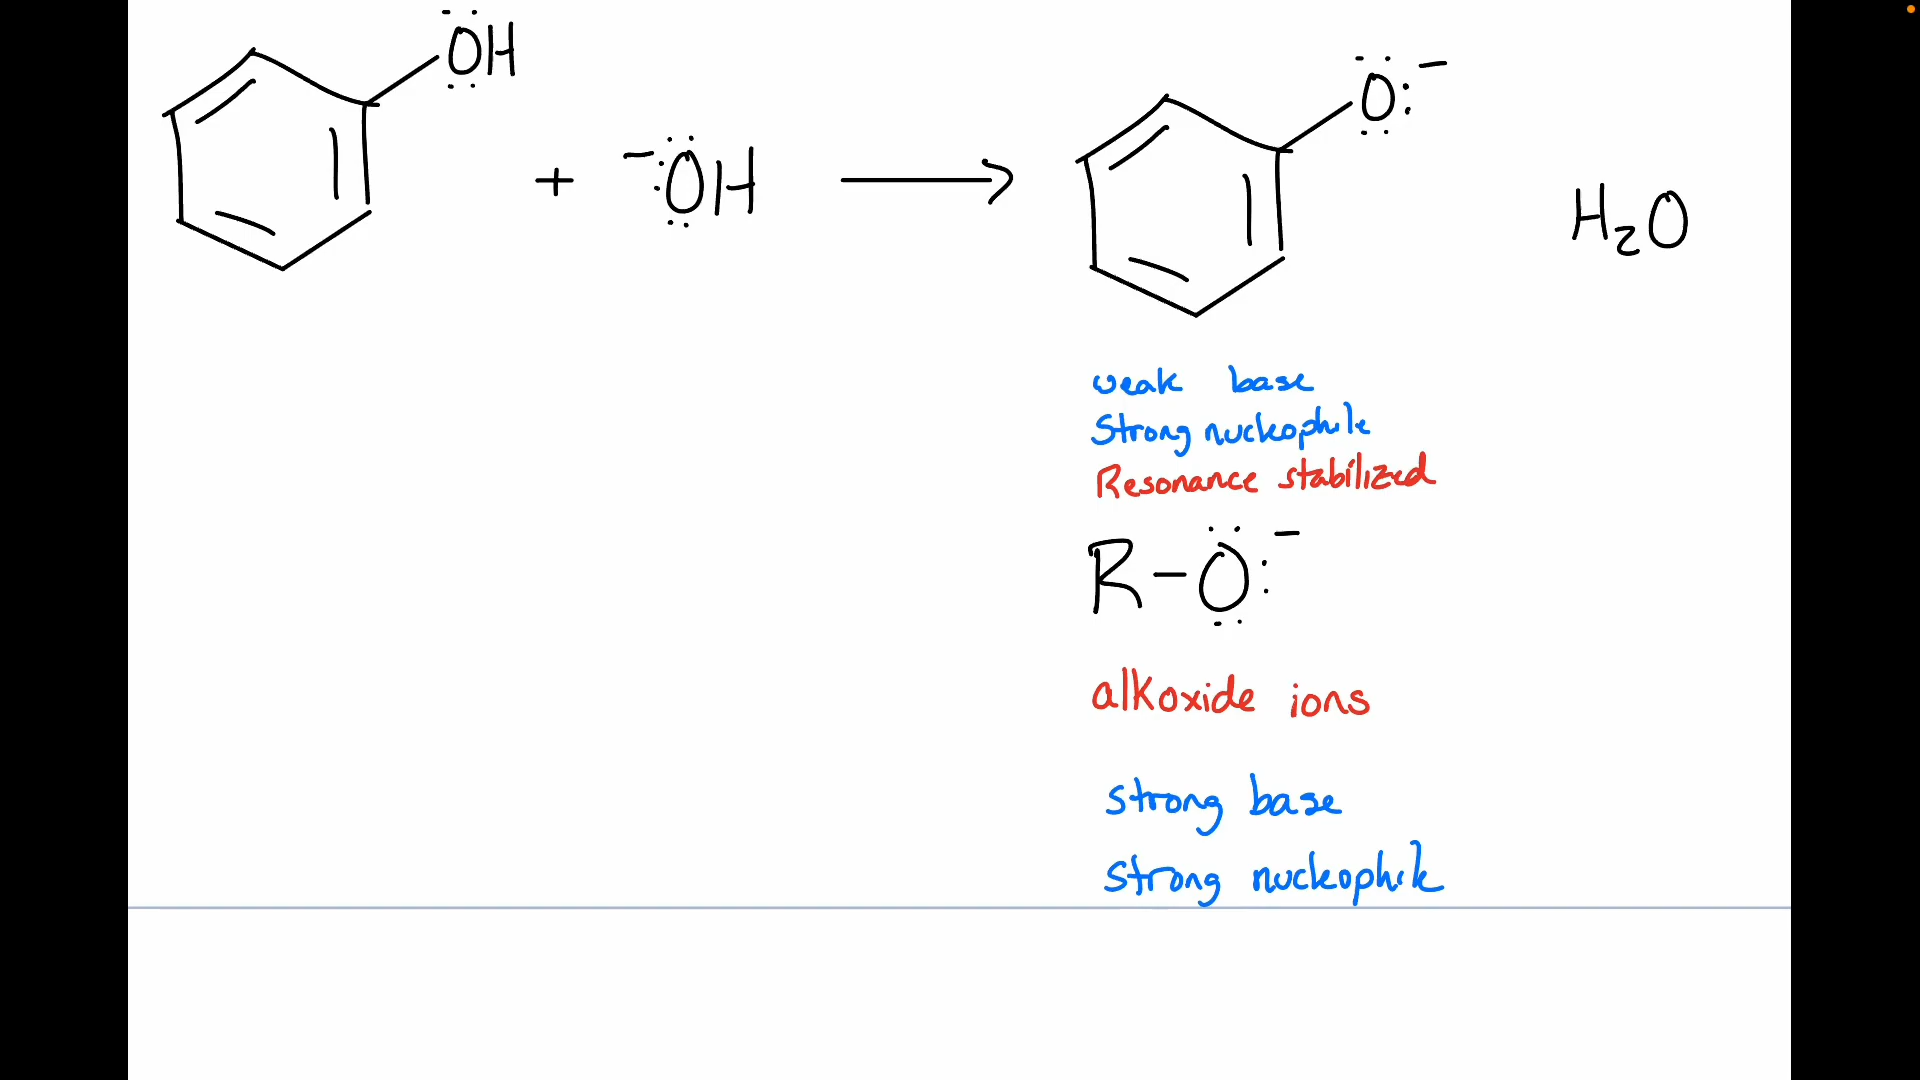 OH
+ ⁻OH → O⁻ H₂O
weak base
Strong nucleophile
Resonance stabilized
R-O⁻
alkoxide ions
strong base
strong nucleophile